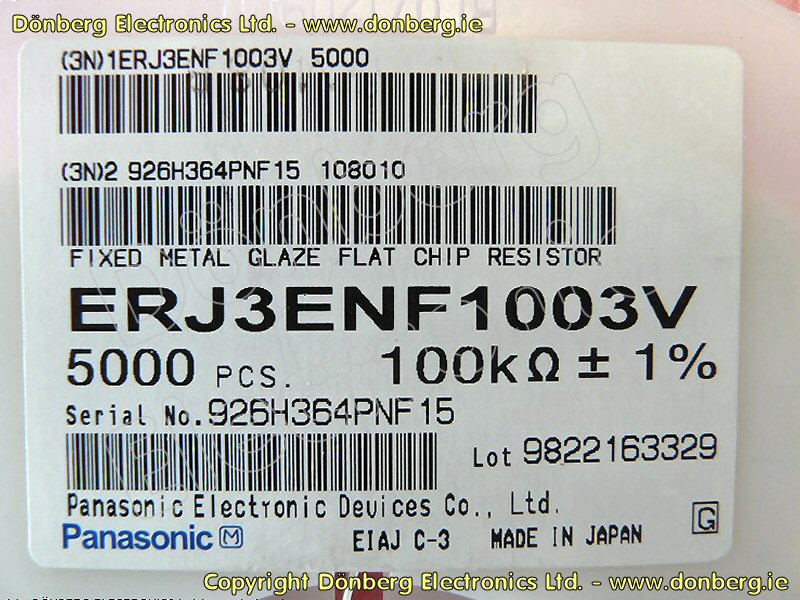 Dönberg Electronics Ltd. - www.donberg.ie
(3N)1ERJ3ENF1003V 5000
(3N)2 926H364PNF15 108010
FIXED METAL GLAZE FLAT CHIP RESISTOR
ERJ3ENF1003V
5000 PCS. 100kΩ ± 1%
Serial No.926H364PNF15
Lot 9822163329
Panasonic Electronic Devices Co., Ltd.
Panasonic M EIAJ C-3 MADE IN JAPAN G
Copyright Dönberg Electronics Ltd. - www.donberg.ie